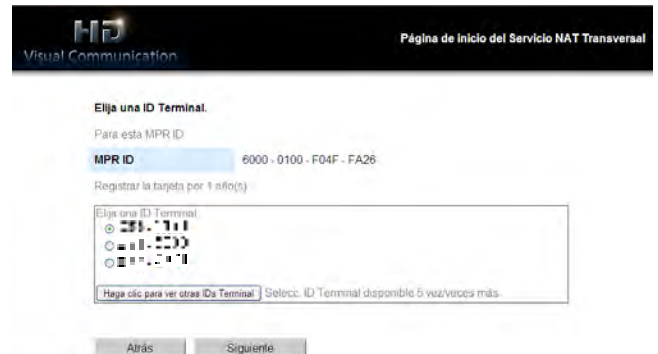 HD
Visual Communication
Página de inicio del Servicio NAT Transversal
Elija una ID Terminal.
Para esta MPR ID
MPR ID 6000 - 0100 - F04F - FA26
Registrar la tarjeta por 1 año(s)
Elija una ID Terminal
Haga clic para ver otras IDs Terminal Selecc. ID Terminal disponible 5 vez/veces más.
Atrás Siguiente